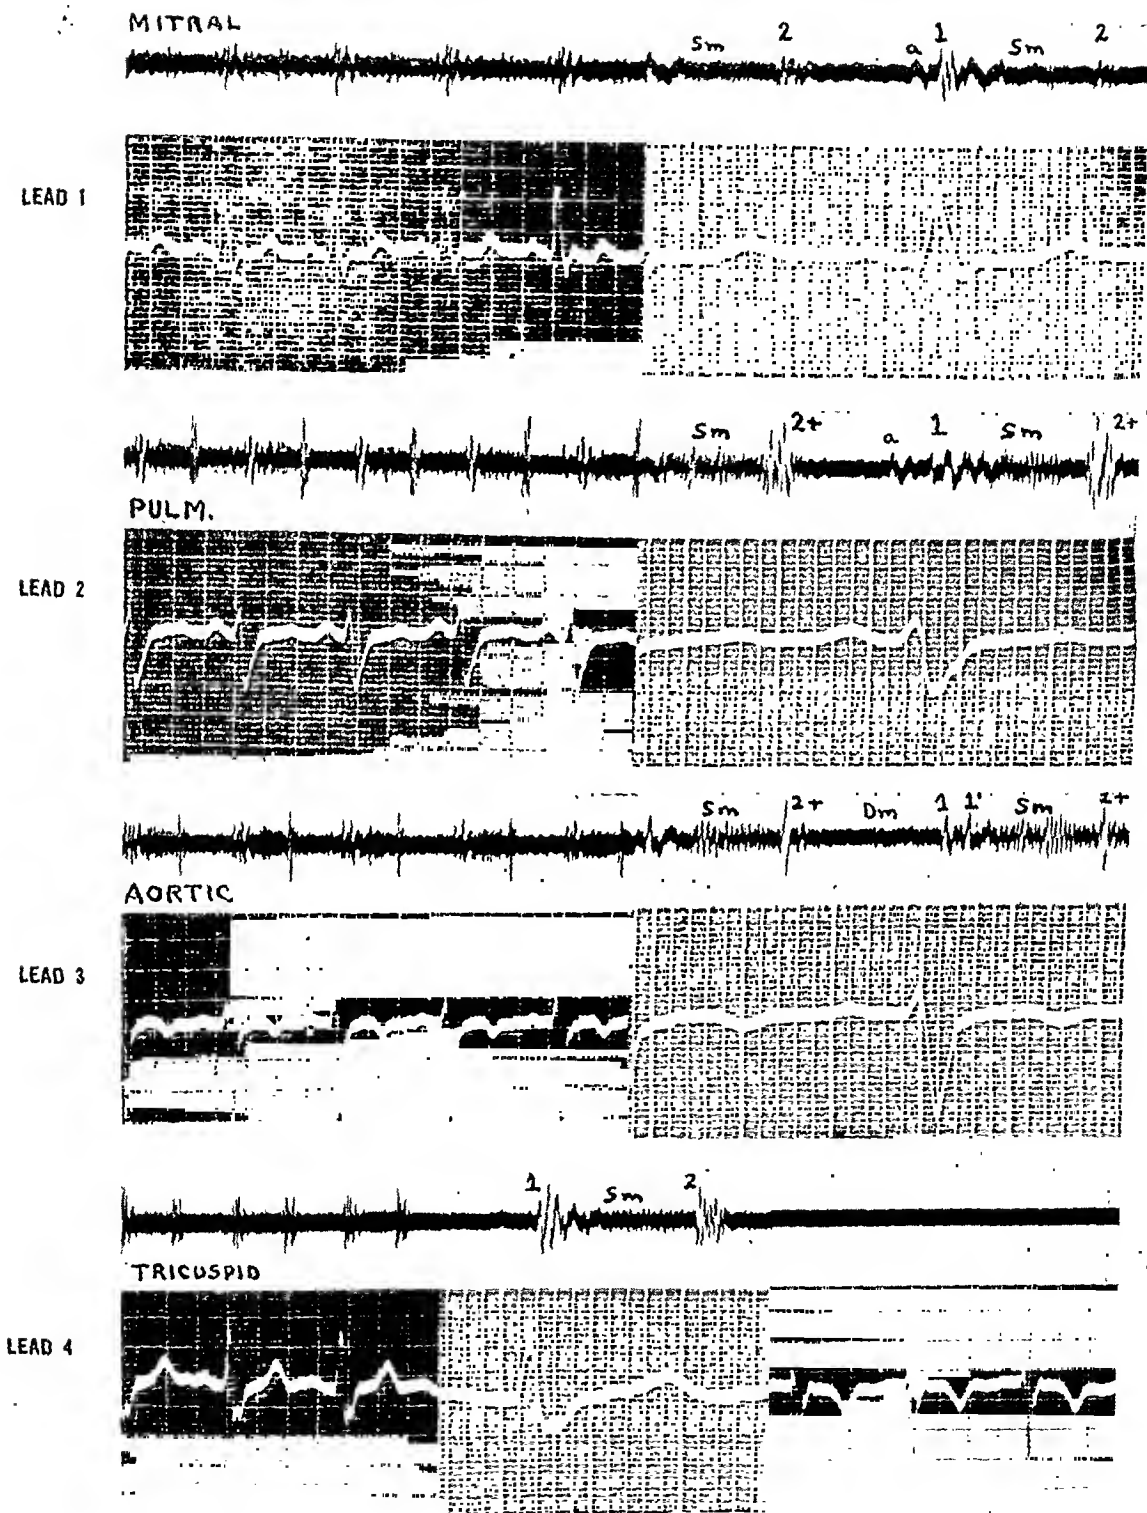 MITRAL
Sm 2 a 1 Sm 2
LEAD 1
Sm 2+ a 1 Sm 2+
PULM.
LEAD 2
Sm 2+ Dm 1 1' Sm 2+
AORTIC
LEAD 3
1 Sm 2
TRICUSPID
LEAD 4